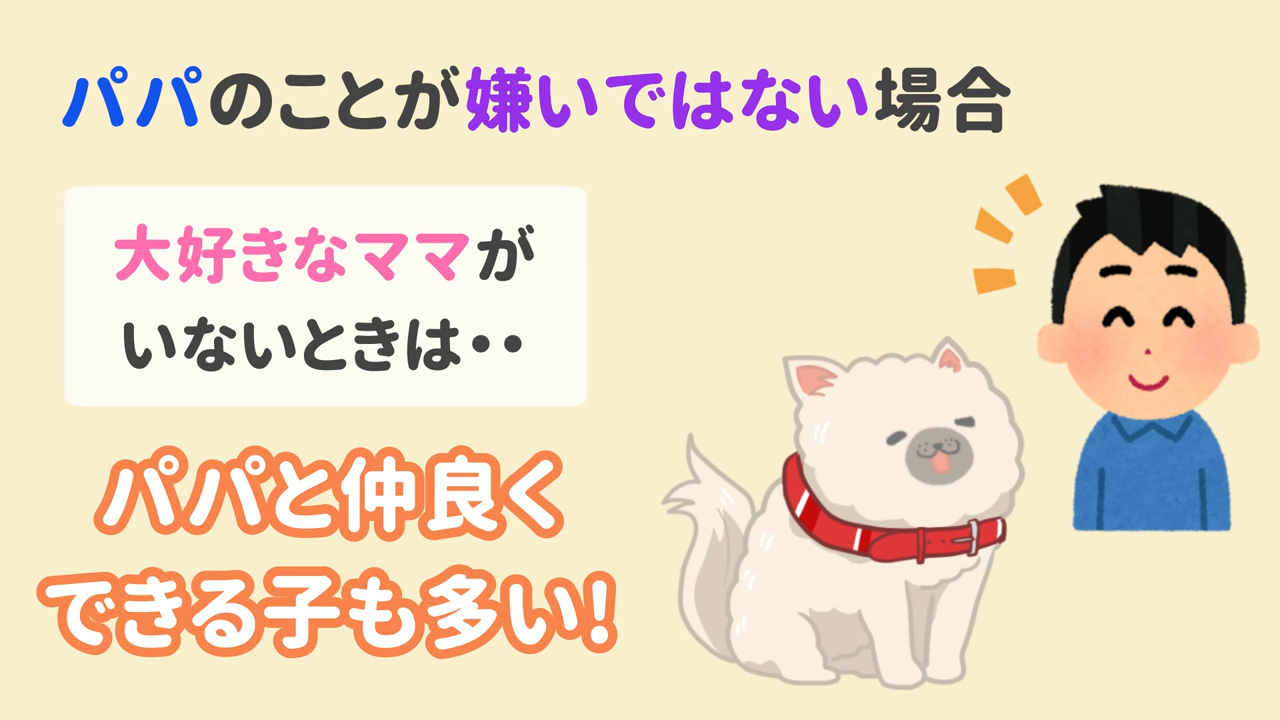 パパのことが嫌いではない場合
大好きなママが
いないときは・・
パパと仲良く
できる子も多い!